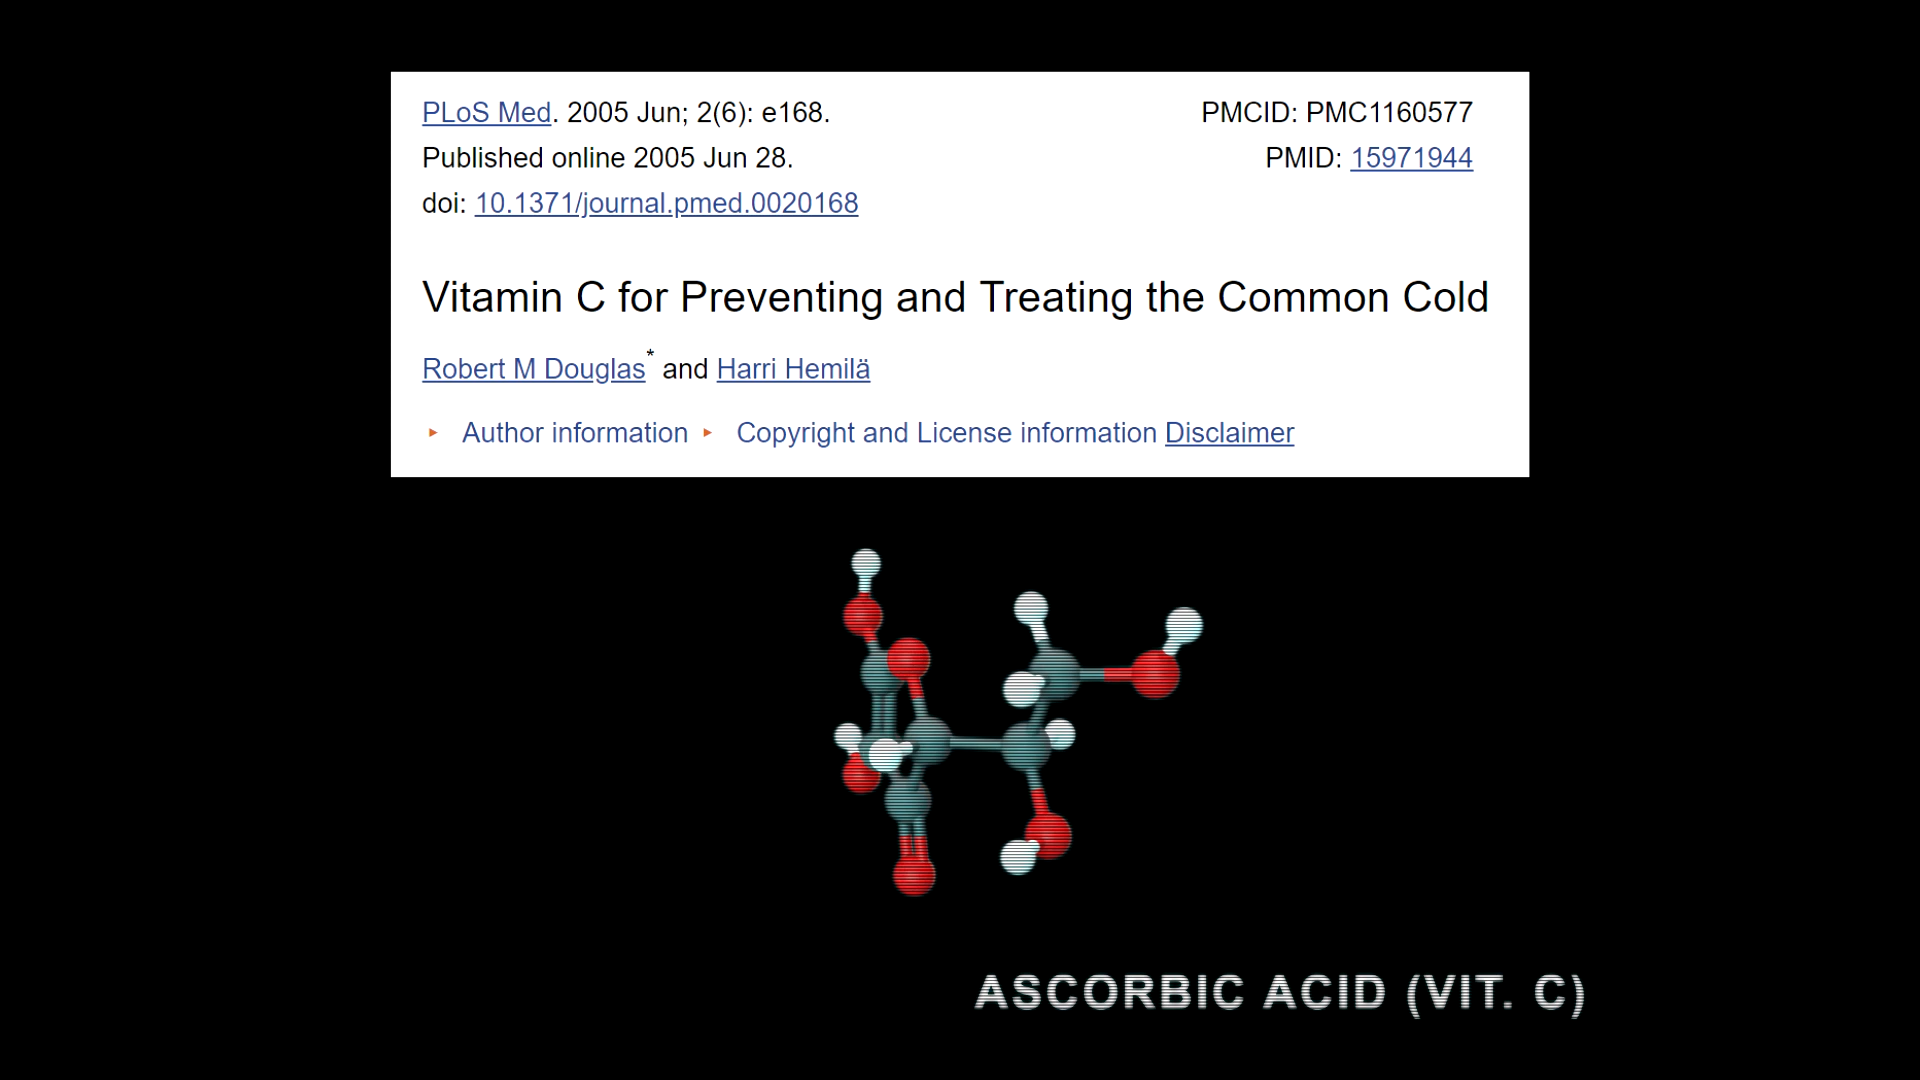 PLoS Med. 2005 Jun; 2(6): e168. PMCID: PMC1160577
Published online 2005 Jun 28. PMID: 15971944
doi: 10.1371/journal.pmed.0020168
Vitamin C for Preventing and Treating the Common Cold
Robert M Douglas* and Harri Hemilä
▸ Author information ▸ Copyright and License information Disclaimer
ASCORBIC ACID (VIT. C)